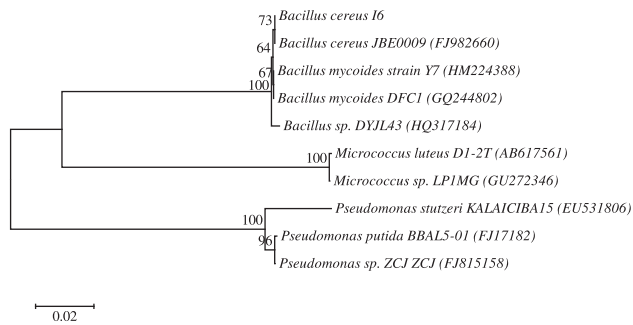 73 Bacillus cereus I6
Bacillus cereus JBE0009 (FJ982660)
64
Bacillus mycoides strain Y7 (HM224388)
67
100
Bacillus mycoides DFC1 (GQ244802)
Bacillus sp. DYJL43 (HQ317184)
100 Micrococcus luteus D1-2T (AB617561)
Micrococcus sp. LP1MG (GU272346)
Pseudomonas stutzeri KALAICIBA15 (EU531806)
100
96 Pseudomonas putida BBAL5-01 (FJ17182)
Pseudomonas sp. ZCJ ZCJ (FJ815158)
0.02